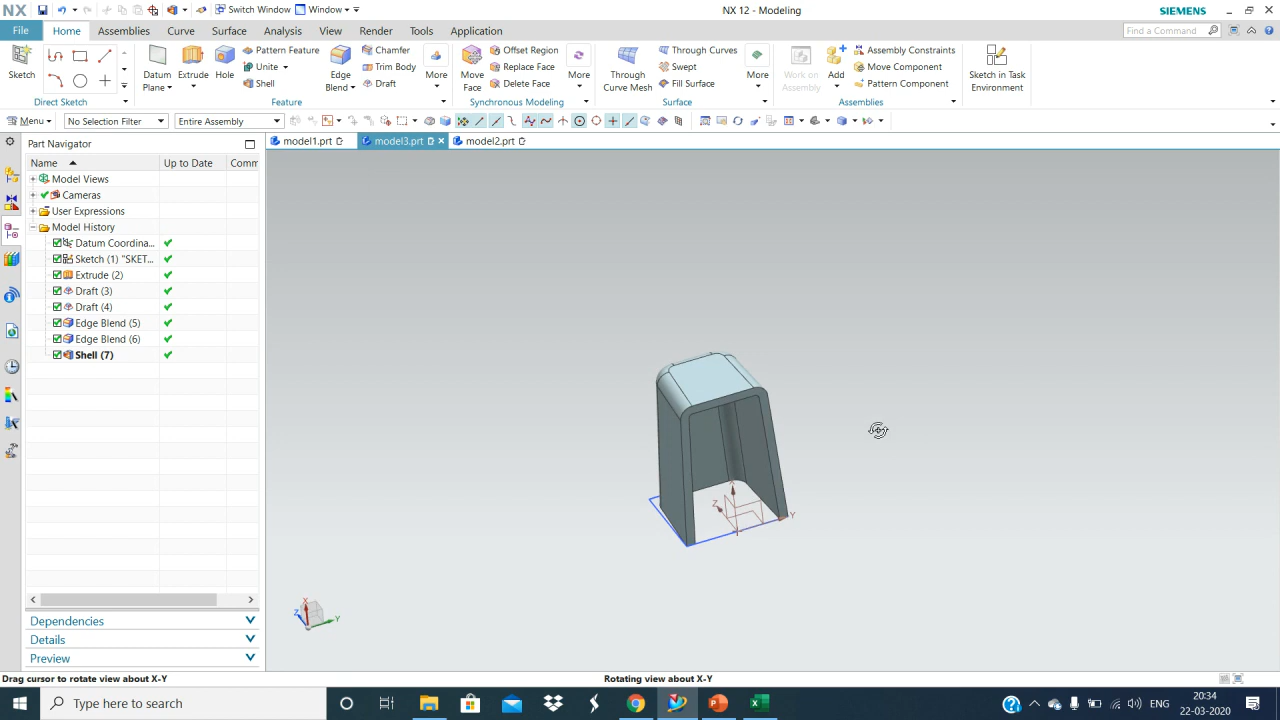 NX
Switch Window
Window
NX 12 - Modeling
SIEMENS
File
Home
Assemblies
Curve
Surface
Analysis
View
Render
Tools
Application
Find a Command
Sketch
Direct Sketch
Datum Plane
Extrude
Hole
Pattern Feature
Unite
Shell
Edge Blend
Chamfer
Trim Body
Draft
More
Feature
Move Face
Offset Region
Replace Face
Delete Face
More
Synchronous Modeling
Through Curve Mesh
Through Curves
Swept
Fill Surface
More
Surface
Work on Assembly
Add
Assembly Constraints
Move Component
Pattern Component
Assemblies
Sketch in Task Environment
Menu
No Selection Filter
Entire Assembly
Part Navigator
model1.prt
model3.prt
model2.prt
Name
Up to Date
Comm
Model Views
Cameras
User Expressions
Model History
Datum Coordina...
Sketch (1) "SKET...
Extrude (2)
Draft (3)
Draft (4)
Edge Blend (5)
Edge Blend (6)
Shell (7)
X
Z
Y
X
Z
Y
Dependencies
Details
Preview
Drag cursor to rotate view about X-Y
Rotating view about X-Y
Type here to search
ENG
20:34
22-03-2020